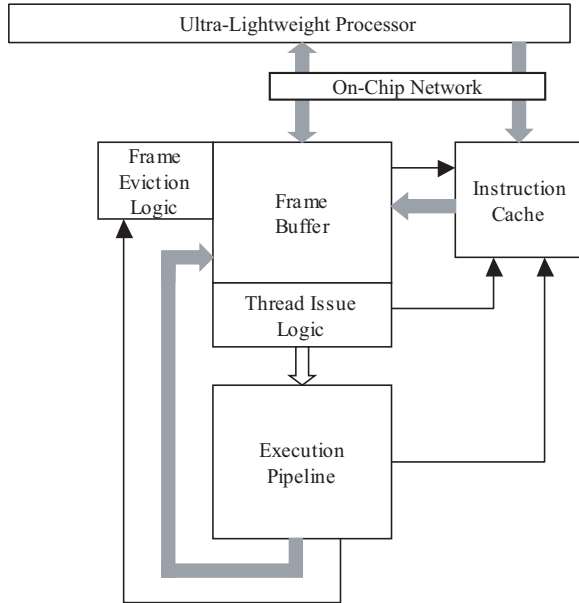 Ultra-Lightweight Processor
On-Chip Network
Frame
Eviction
Logic
Frame
Buffer
Instruction
Cache
Thread Issue
Logic
Execution
Pipeline